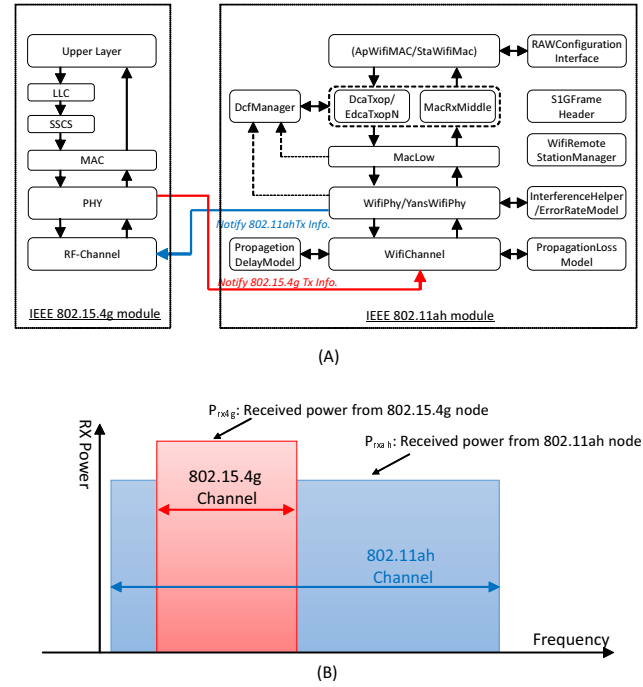 Upper Layer
LLC
SSCS
MAC
PHY
RF-Channel
IEEE 802.15.4g module
(ApWifiMAC/StaWifiMac)
RAWConfiguration
Interface
DcfManager
DcaTxop/
EdcaTxopN
MacRxMiddle
S1GFrame
Header
MacLow
WifiRemote
StationManager
WifiPhy/YansWifiPhy
InterferenceHelper
/ErrorRateModel
Notify 802.11ahTx Info.
Propagetion
DelayModel
WifiChannel
PropagationLoss
Model
Notify 802.15.4g Tx Info.
IEEE 802.11ah module
(A)
Prx4g: Received power from 802.15.4g node
Prxah: Received power from 802.11ah node
RX Power
802.15.4g
Channel
802.11ah
Channel
Frequency
(B)